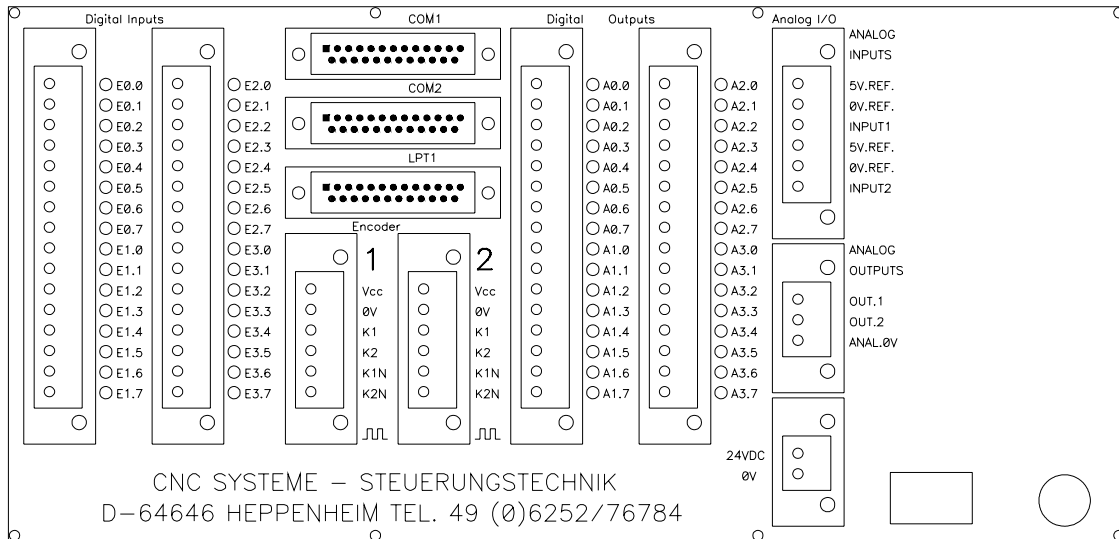 Digital Inputs
COM1
Digital Outputs
Analog I/O
E0.0
E0.1
E0.2
E0.3
E0.4
E0.5
E0.6
E0.7
E1.0
E1.1
E1.2
E1.3
E1.4
E1.5
E1.6
E1.7
E2.0
E2.1
E2.2
E2.3
E2.4
E2.5
E2.6
E2.7
E3.0
E3.1
E3.2
E3.3
E3.4
E3.5
E3.6
E3.7
COM2
LPT1
Encoder
1
Vcc
0V
K1
K2
K1N
K2N
2
Vcc
0V
K1
K2
K1N
K2N
A0.0
A0.1
A0.2
A0.3
A0.4
A0.5
A0.6
A0.7
A1.0
A1.1
A1.2
A1.3
A1.4
A1.5
A1.6
A1.7
A2.0
A2.1
A2.2
A2.3
A2.4
A2.5
A2.6
A2.7
A3.0
A3.1
A3.2
A3.3
A3.4
A3.5
A3.6
A3.7
ANALOG
INPUTS
5V.REF.
0V.REF.
INPUT1
5V.REF.
0V.REF.
INPUT2
ANALOG
OUTPUTS
OUT.1
OUT.2
ANAL.0V
24VDC
0V
CNC SYSTEME – STEUERUNGSTECHNIK
D–64646 HEPPENHEIM TEL. 49 (0)6252/76784